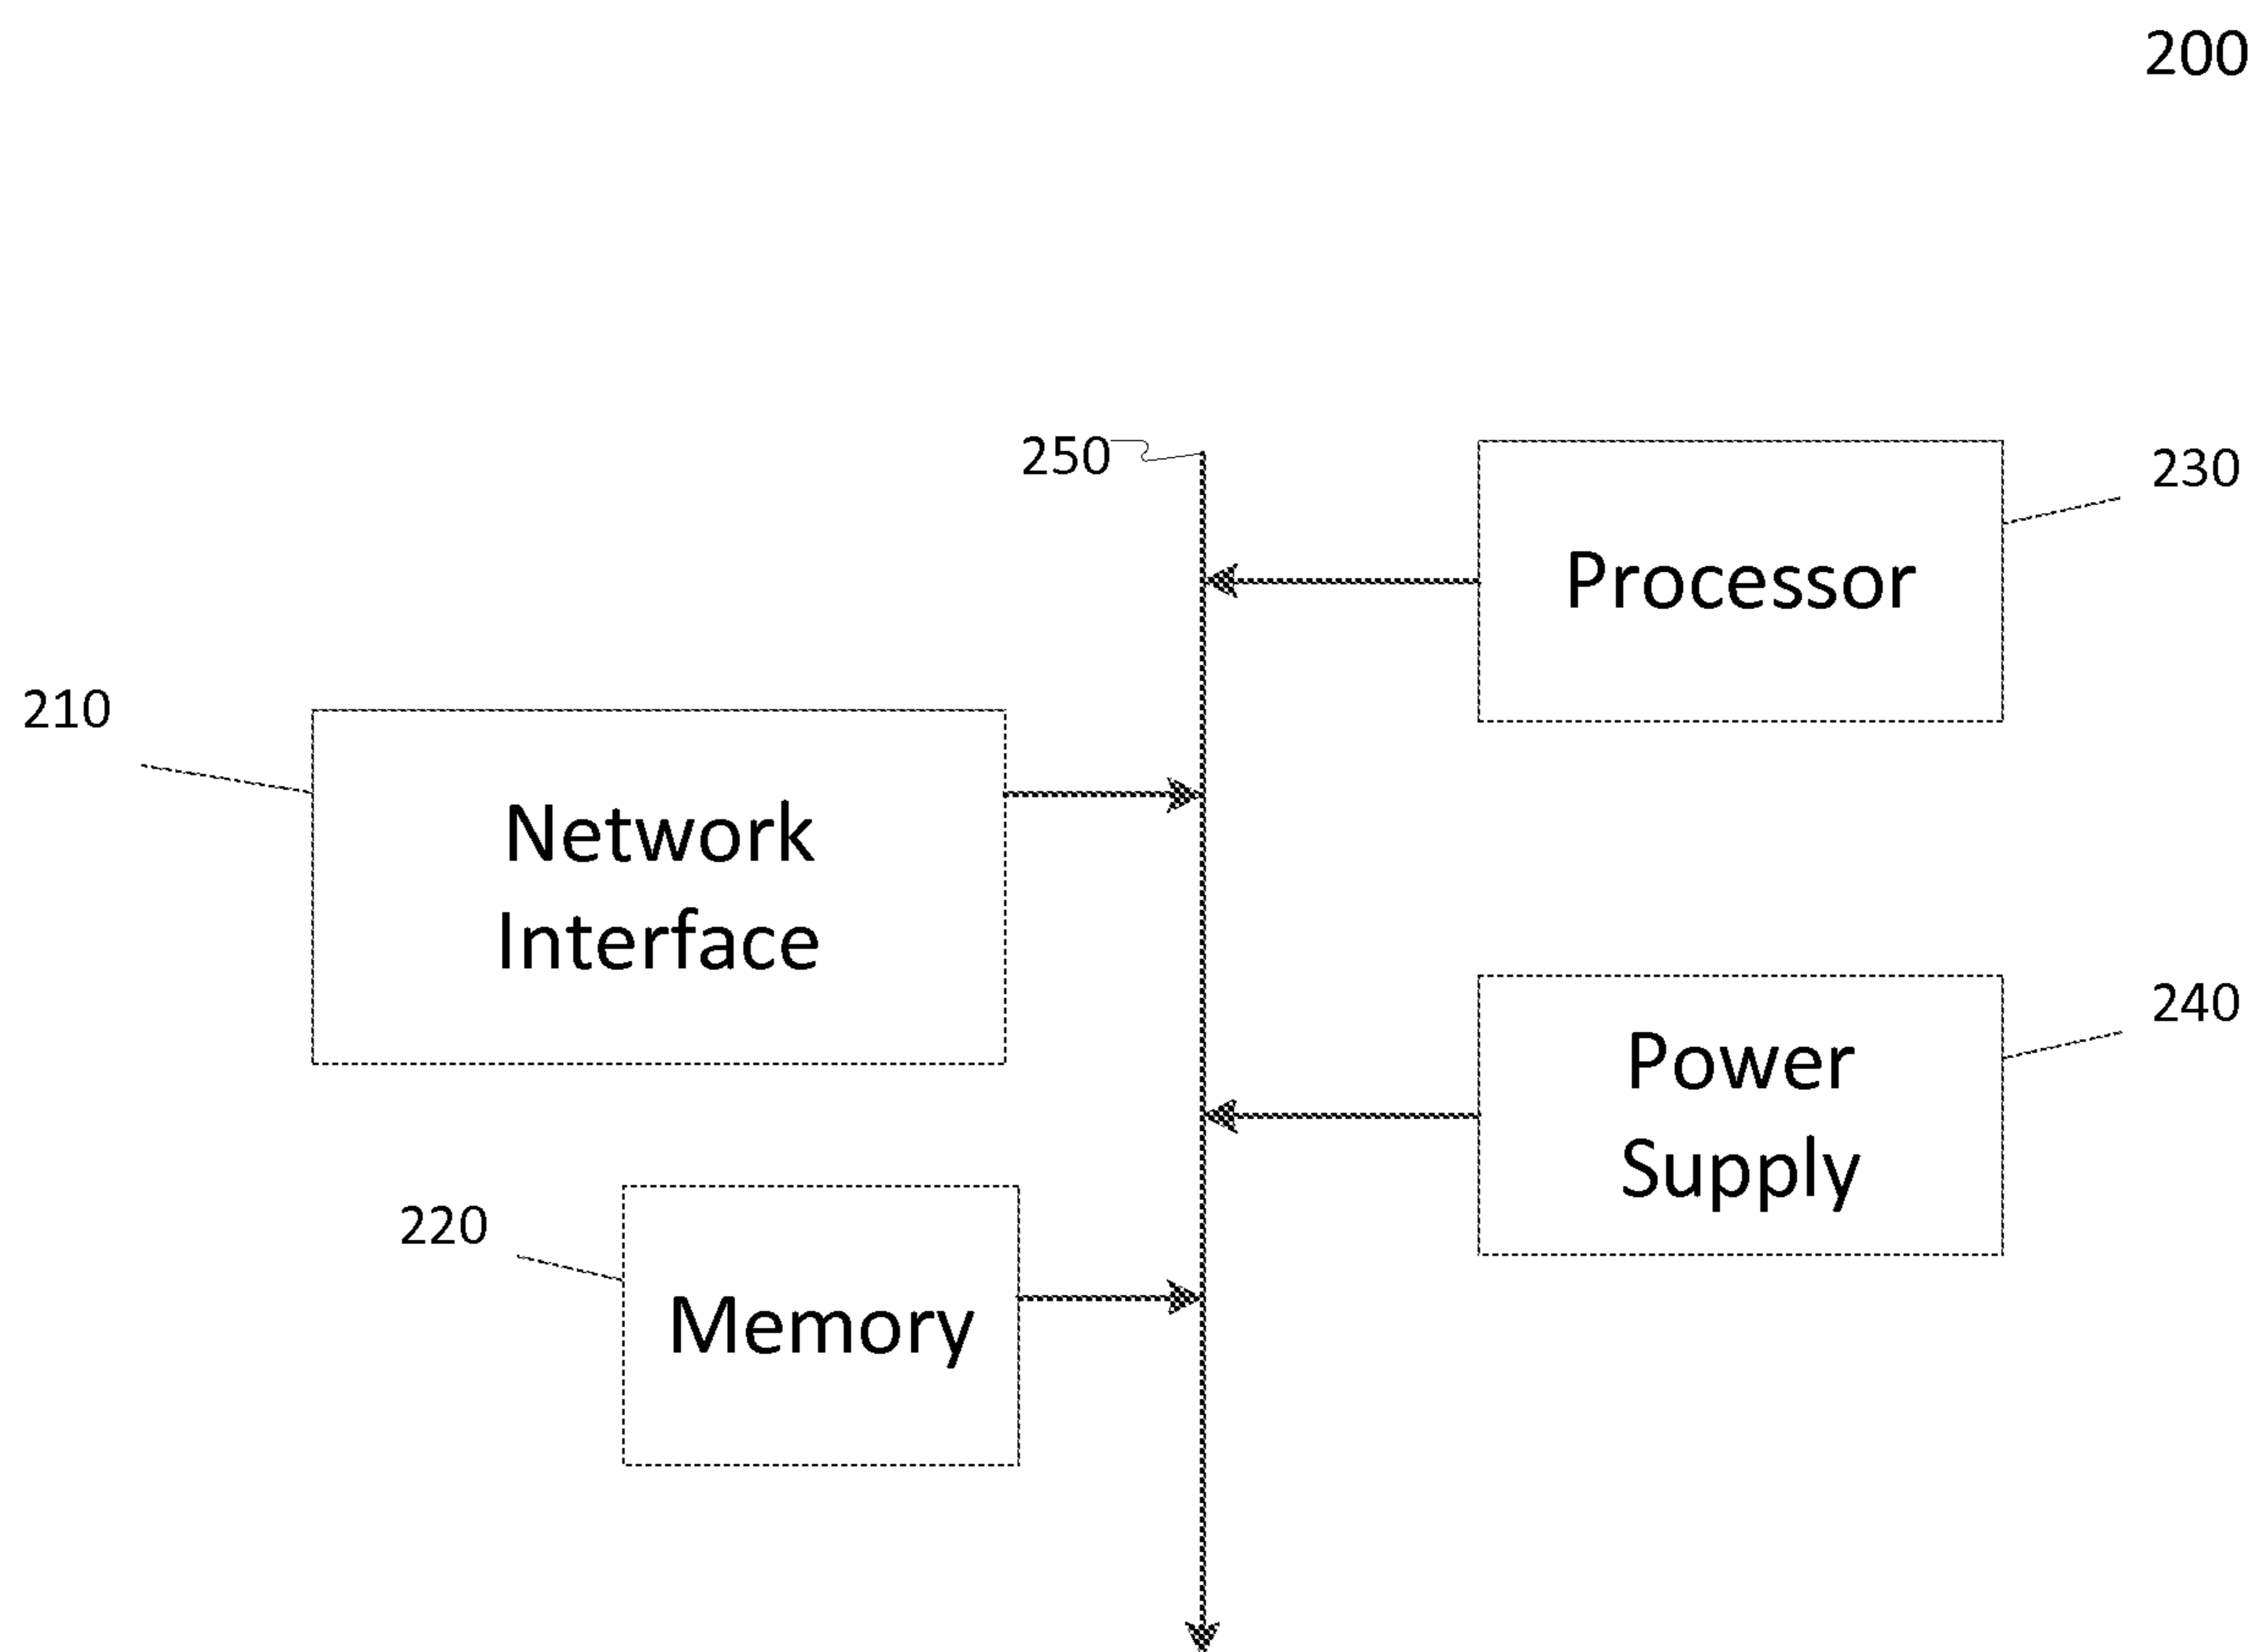 200
250
230
Processor
210
Network
Interface
240
Power
Supply
220
Memory